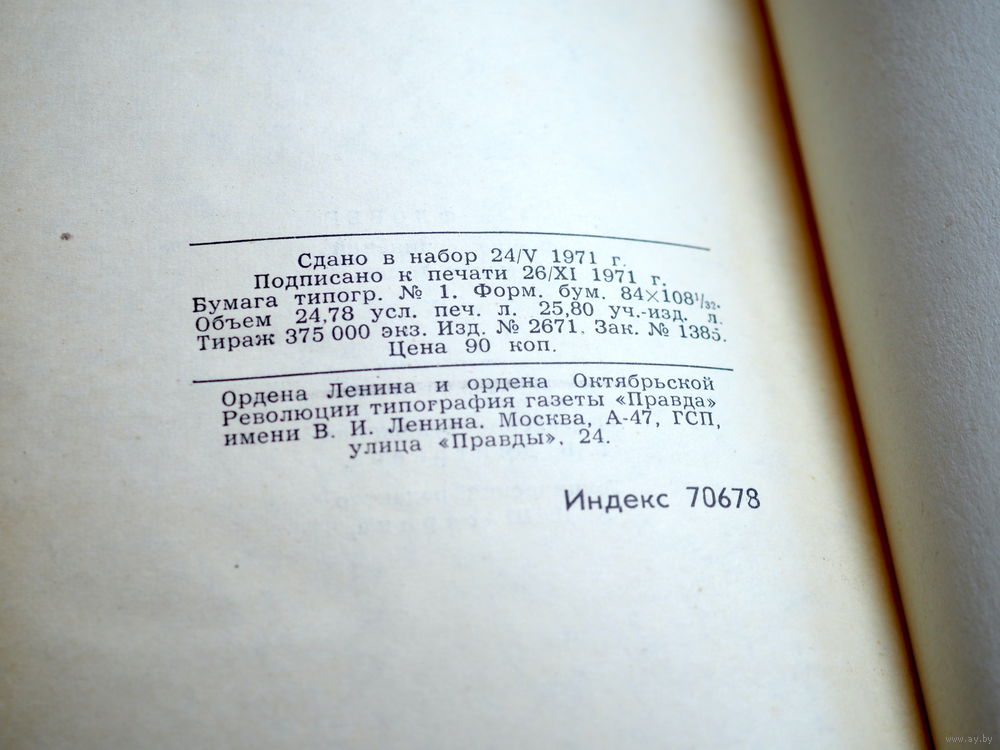 Сдано в набор 24/V 1971 г.
Подписано к печати 26/XI 1971 г.
Бумага типогр. № 1. Форм. бум. 84×108¹/₃₂.
Объем 24,78 усл. печ. л. 25,80 уч.-изд. л.
Тираж 375 000 экз. Изд. № 2671. Зак. № 1385.
Цена 90 коп.
Ордена Ленина и ордена Октябрьской
Революции типография газеты «Правда»
имени В. И. Ленина. Москва, А-47, ГСП,
улица «Правды», 24.
Индекс 70678
www.ay.by